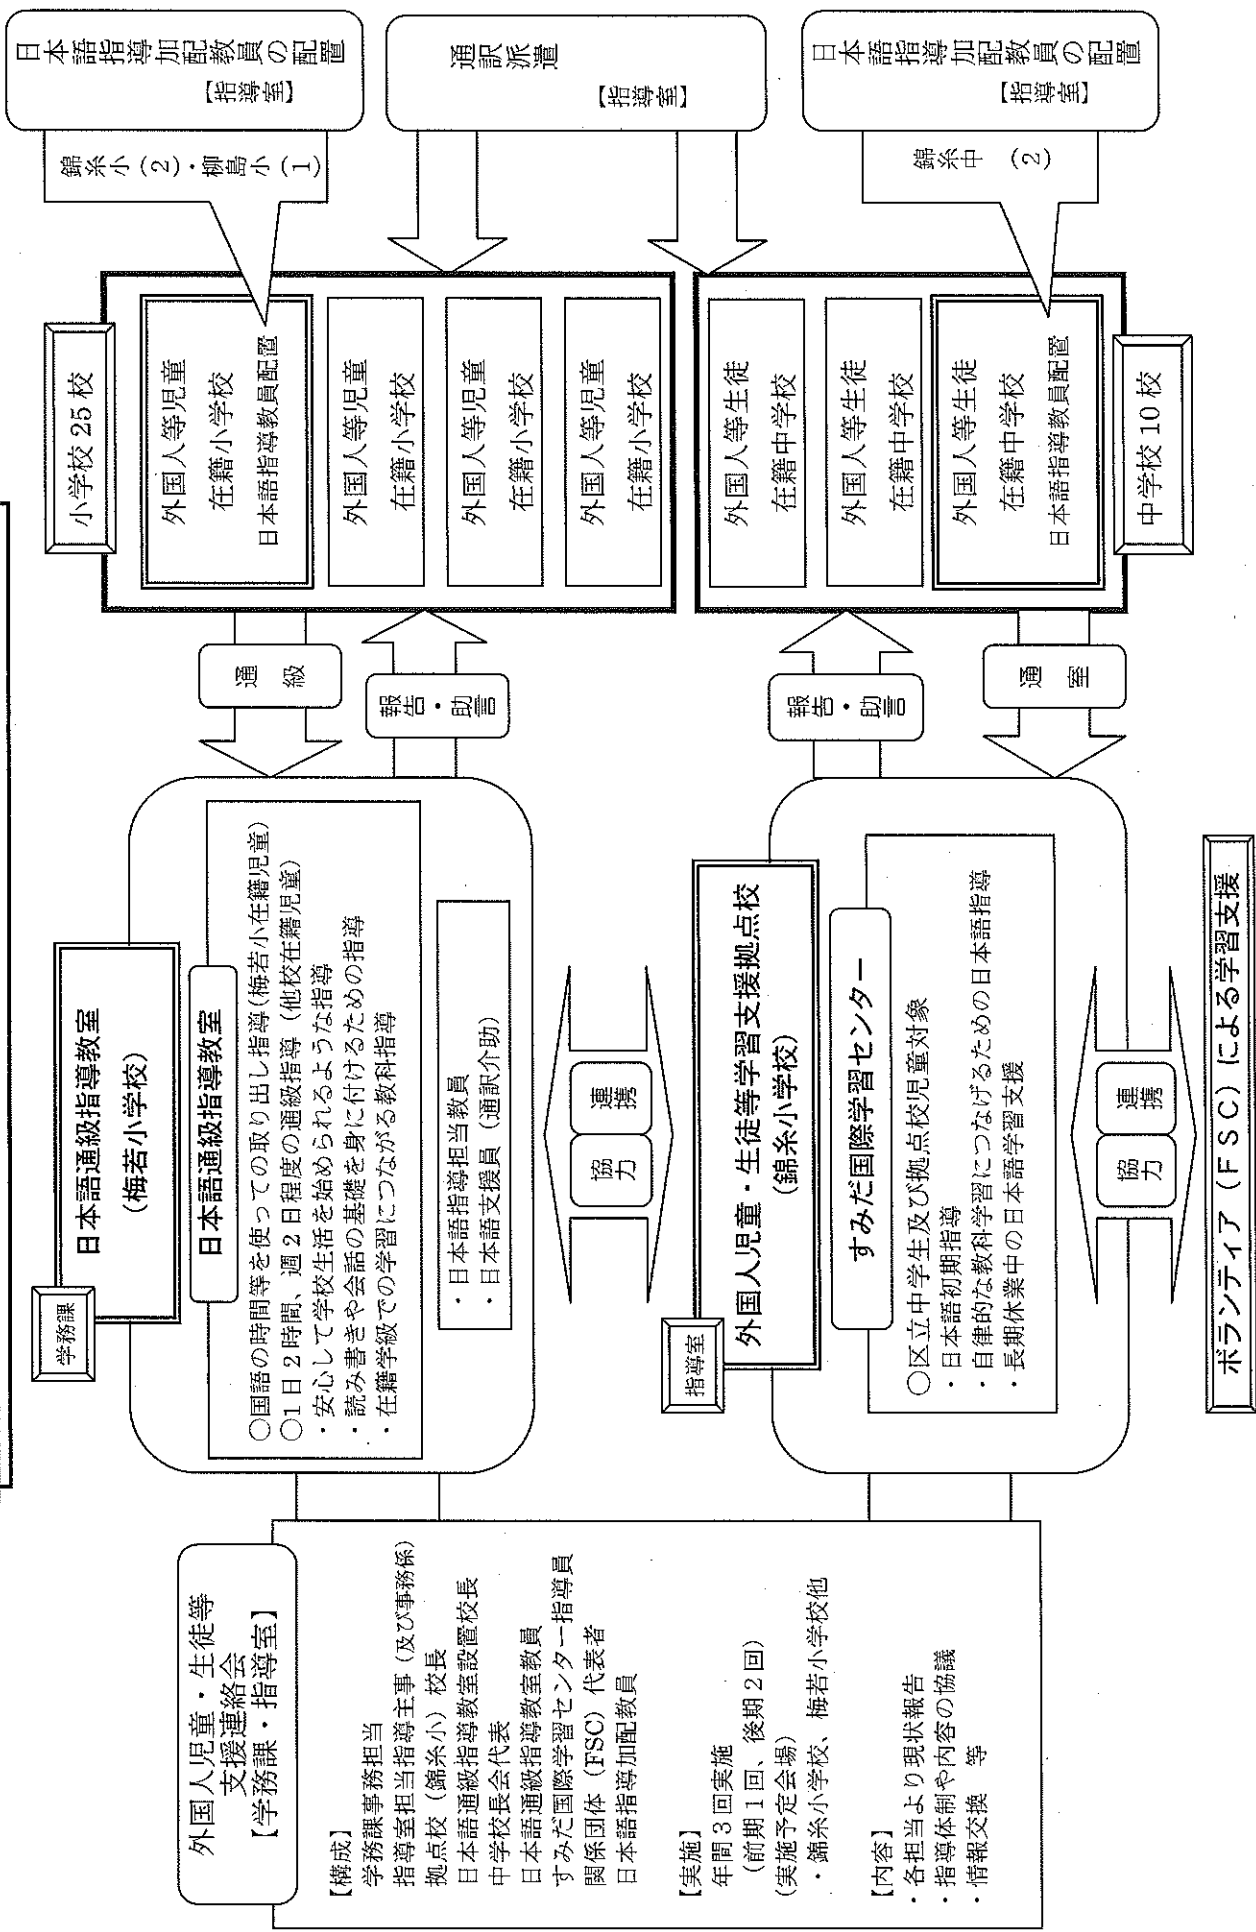 外国人児童・生徒等
支援連絡会
【学務課・指導室】
【構成】
学務課事務担当
指導室担当指導主事（及び事務係）
拠点校（錦糸小）校長
日本語通級指導教室設置校長
中学校長会代表
日本語通級指導教室教員
すみだ国際学習センター指導員
関係団体（FSC）代表者
日本語指導加配教員
【実施】
年間３回実施
（前期１回、後期２回）
（実施予定会場）
・錦糸小学校、梅若小学校他
【内容】
・各担当より現状報告
・指導体制や内容の協議
・情報交換　等
学務課
日本語通級指導教室
（梅若小学校）
日本語通級指導教室
○国語の時間等を使っての取り出し指導（梅若小在籍児童）
○１日２時間、週２日程度の通級指導（他校在籍児童）
・安心して学校生活を始められるような指導
・読み書きや会話の基礎を身に付けるための指導
・在籍学級での学習につながる教科指導
・日本語指導担当教員
・日本語支援員（通訳介助）
協力
連携
指導室
外国人児童・生徒等学習支援拠点校
（錦糸小学校）
すみだ国際学習センター
○区立中学生及び拠点校児童対象
・日本語初期指導
・自律的な教科学習につなげるための日本語指導
・長期休業中の日本語学習支援
協力
連携
ボランティア（ＦＳＣ）による学習支援
通級
報告・助言
報告・助言
通室
小学校 25 校
外国人等児童
在籍小学校
日本語指導教員配置
外国人等児童
在籍小学校
外国人等児童
在籍小学校
外国人等児童
在籍小学校
外国人等生徒
在籍中学校
外国人等生徒
在籍中学校
外国人等生徒
在籍中学校
日本語指導教員配置
中学校 10 校
錦糸小（２）・柳島小（１）
日本語指導加配教員の配置
【指導室】
通訳派遣
【指導室】
錦糸中（２）
日本語指導加配教員の配置
【指導室】